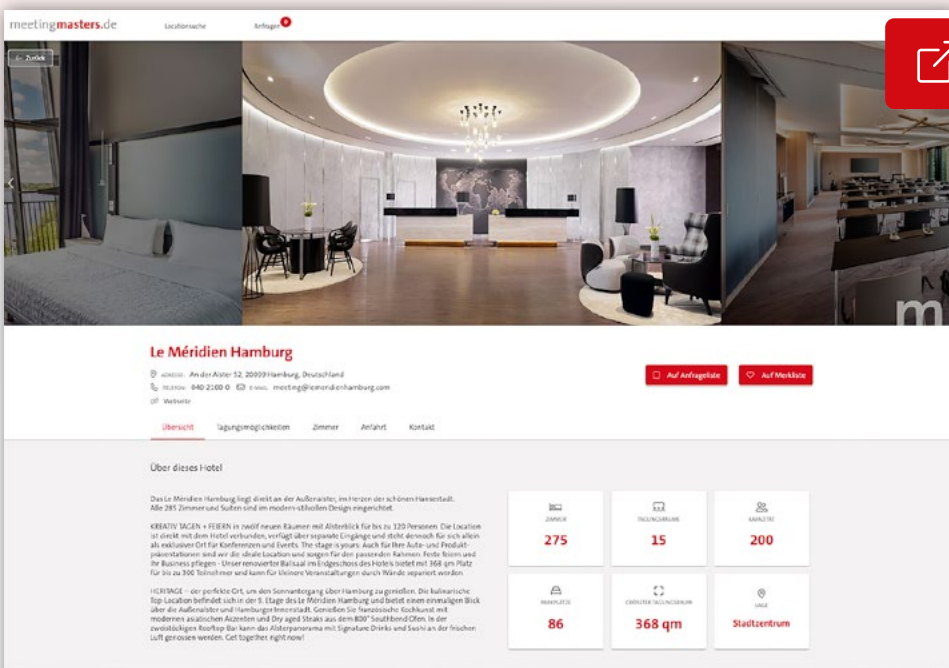 meetingmasters.de
Locationsuche
Anfragen
0
← Zurück
m
Le Méridien Hamburg
ADRESSE: An der Alster 52, 20099 Hamburg, Deutschland
TELEFON: 040 2100 0 E-MAIL: meeting@lemeridienhamburg.com
Webseite
Auf Anfrageliste
Auf Merkliste
Übersicht Tagungsmöglichkeiten Zimmer Anfahrt Kontakt
Über dieses Hotel
Das Le Méridien Hamburg liegt direkt an der Außenalster, im Herzen der schönen Hansestadt.
Alle 285 Zimmer und Suiten sind im modern-stilvollen Design eingerichtet.
KREATIV TAGEN + FEIERN in zwölf neuen Räumen mit Alsterblick für bis zu 120 Personen. Die Location
ist direkt mit dem Hotel verbunden, verfügt über separate Eingänge und steht dennoch für sich allein
als exklusiver Ort für Konferenzen und Events. The stage is yours. Auch für Ihre Auto- und Produkt-
präsentationen sind wir die ideale Location und sorgen für den passenden Rahmen. Feste feiern und
ihr Business pflegen - Unser renovierter Ballsaal im Erdgeschoss des Hotels bietet mit 368 qm Platz
für bis zu 200 Teilnehmer und kann für kleinere Veranstaltungen durch Wände separiert werden.
HERITAGE – der perfekte Ort, um den Sonnenuntergang über Hamburg zu genießen. Die kulinarische
Top-Location befindet sich in der 9. Etage des Le Méridien Hamburg und bietet einen einmaligen Blick
über die Außenalster und Hamburger Innenstadt. Genießen Sie französische Kochkunst mit
modernen asiatischen Akzenten und Dry aged Steaks aus dem 800° Southbend Ofen. In der
zweistöckigen Rooftop Bar kann das Alsterpanorama mit Signature Drinks und Sushi an der frischen
Luft genossen werden. Get together right now!
ZIMMER
275
TAGUNGSRÄUME
15
KAPAZITÄT
200
PARKPLÄTZE
86
GRÖSSTER TAGUNGSRAUM
368 qm
LAGE
Stadtzentrum